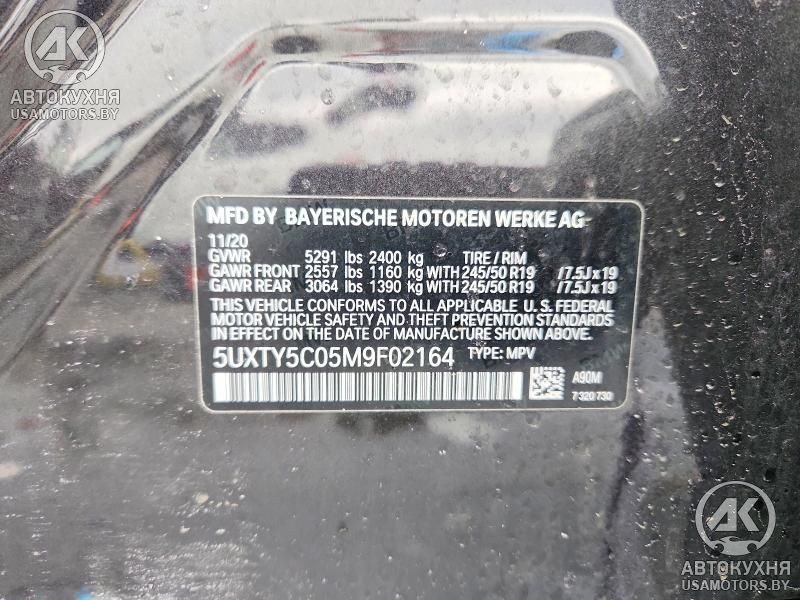 АК
АВТОКУХНЯ
USAMOTORS.BY
MFD BY BAYERISCHE MOTOREN WERKE AG
11/20
GVWR 5291 lbs 2400 kg TIRE / RIM
GAWR FRONT 2557 lbs 1160 kg WITH 245/50 R19 / 7.5J x 19
GAWR REAR 3064 lbs 1390 kg WITH 245/50 R19 / 7.5J x 19
THIS VEHICLE CONFORMS TO ALL APPLICABLE U. S. FEDERAL
MOTOR VEHICLE SAFETY AND THEFT PREVENTION STANDARDS
IN EFFECT ON THE DATE OF MANUFACTURE SHOWN ABOVE.
5UXTY5C05M9F02164 TYPE: MPV
A90M
7 320 730
АК
АВТОКУХНЯ
USAMOTORS.BY